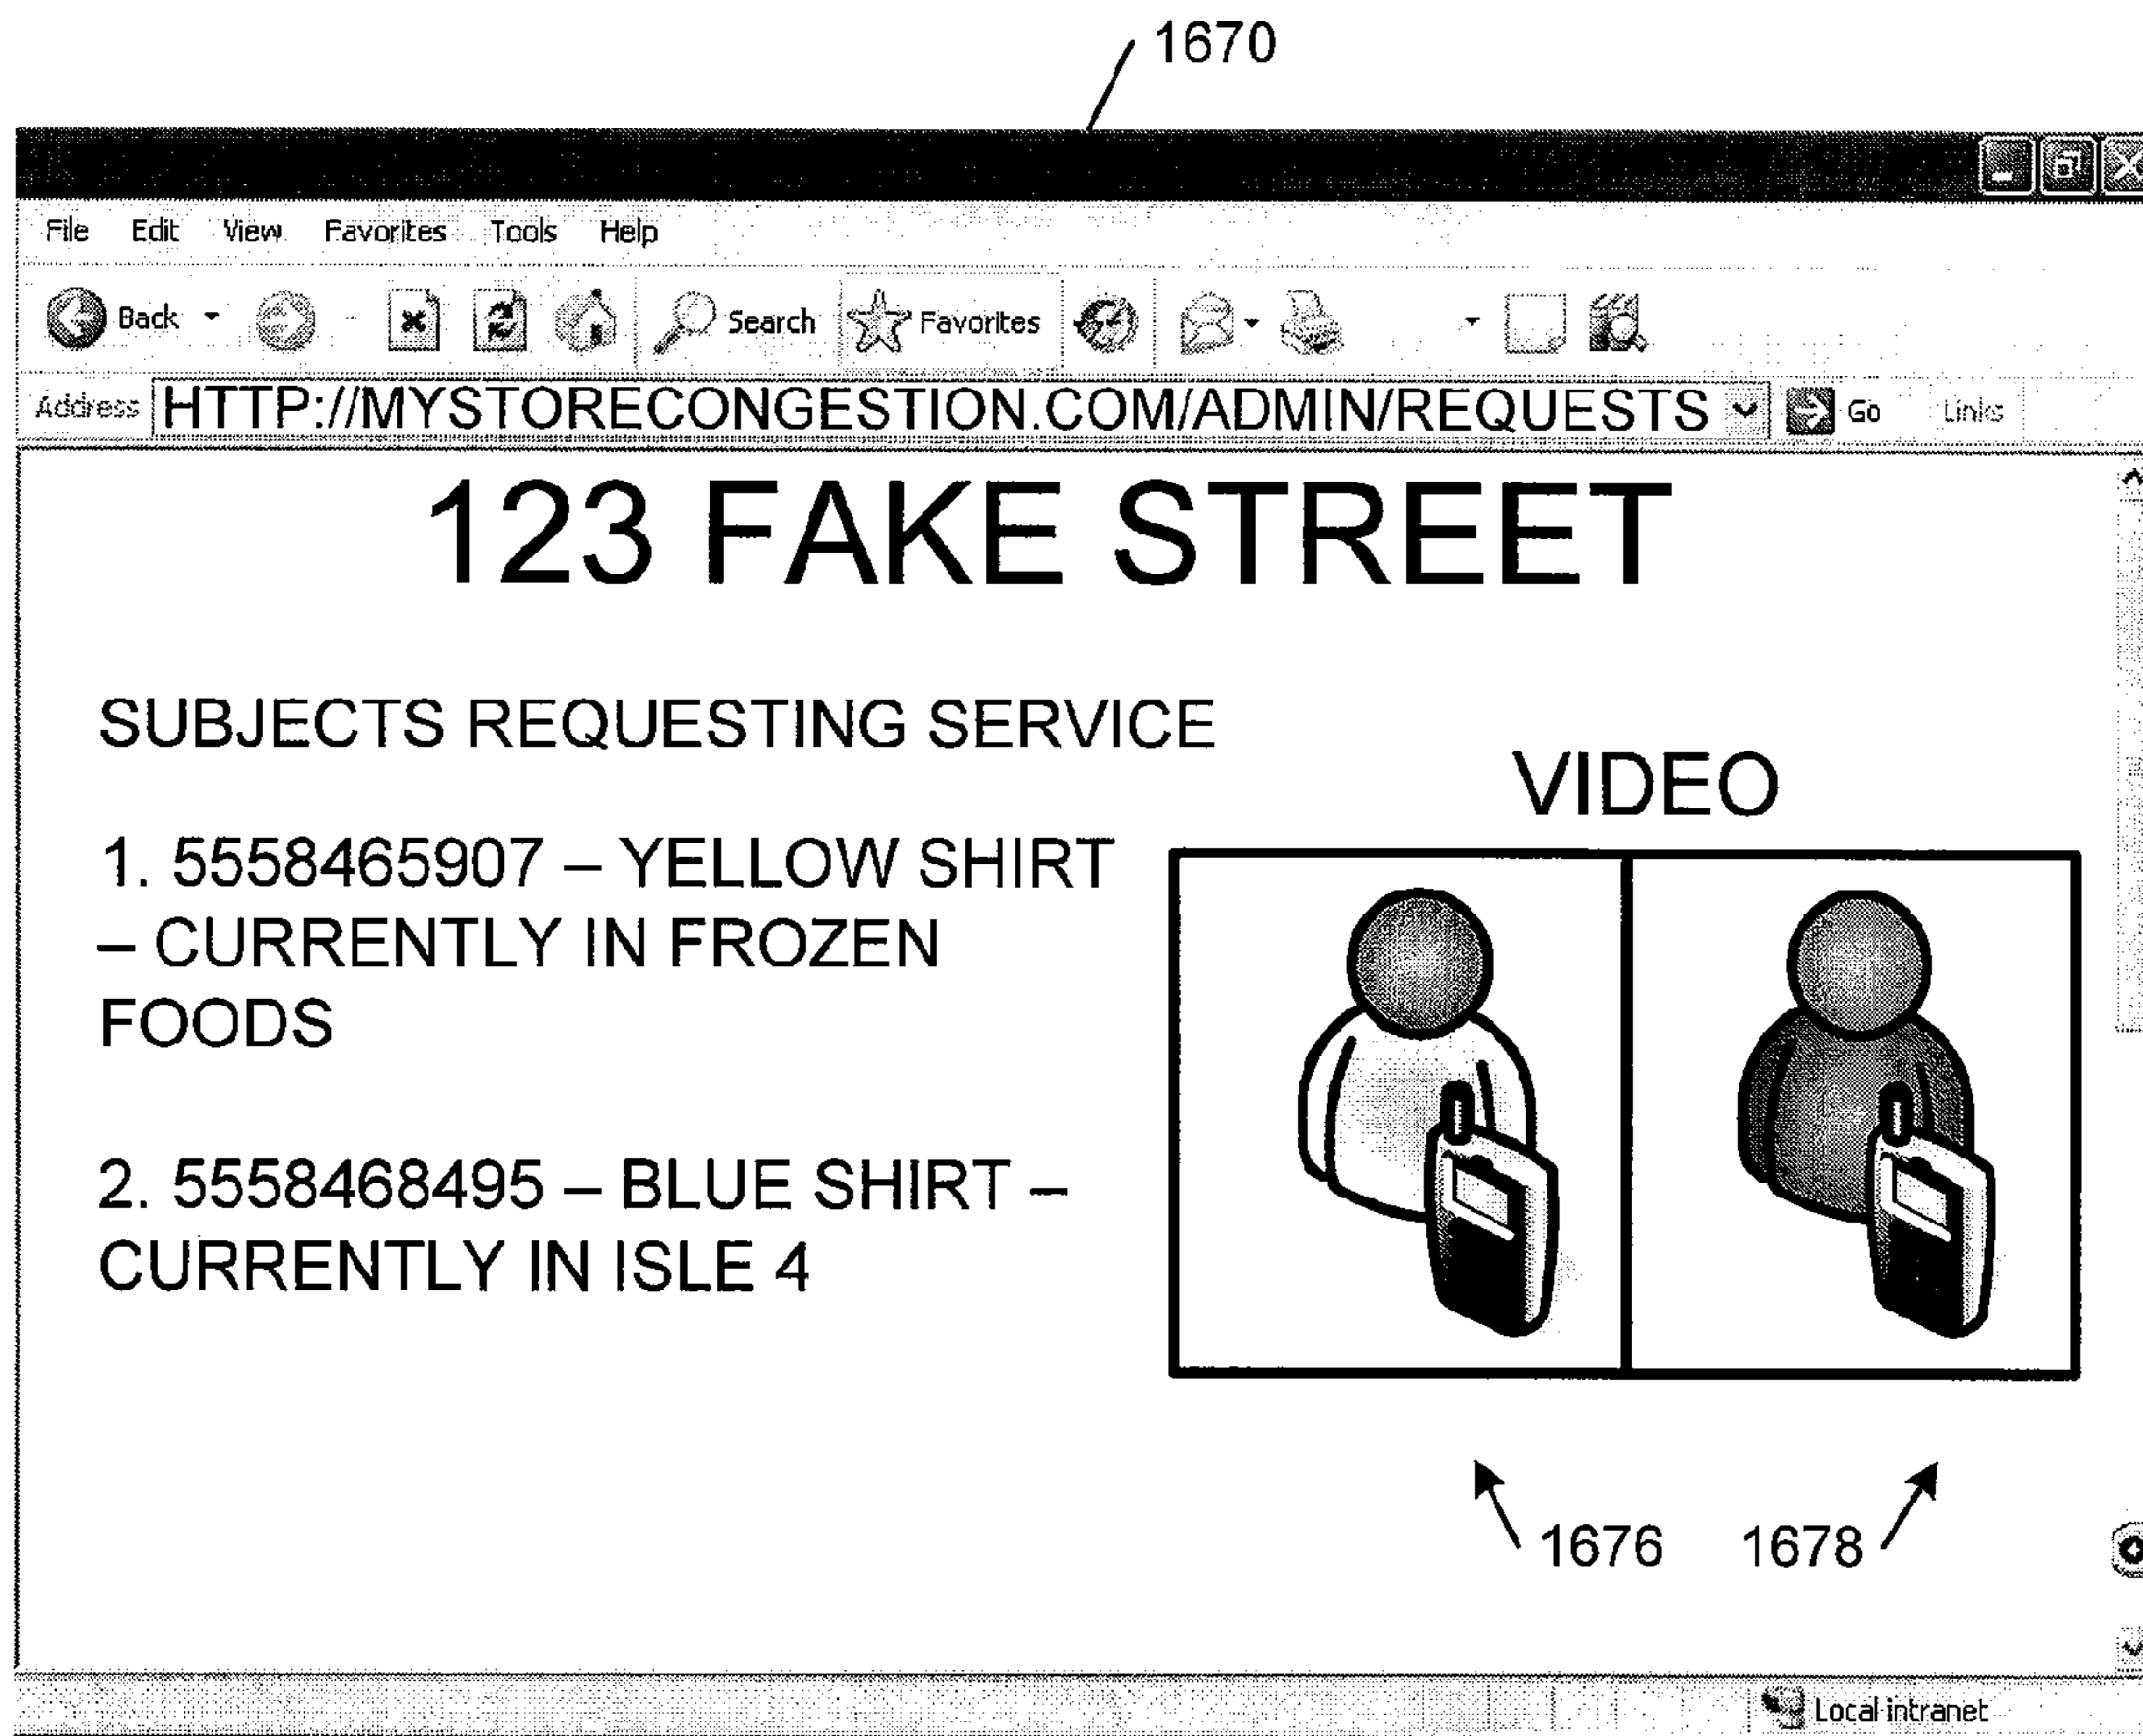 1670
File Edit View Favorites Tools Help
Back Search Favorites
Address HTTP://MYSTORECONGESTION.COM/ADMIN/REQUESTS Go Links
123 FAKE STREET
SUBJECTS REQUESTING SERVICE
VIDEO
1. 5558465907 – YELLOW SHIRT
– CURRENTLY IN FROZEN
FOODS
2. 5558468495 – BLUE SHIRT –
CURRENTLY IN ISLE 4
1676 1678
Local intranet